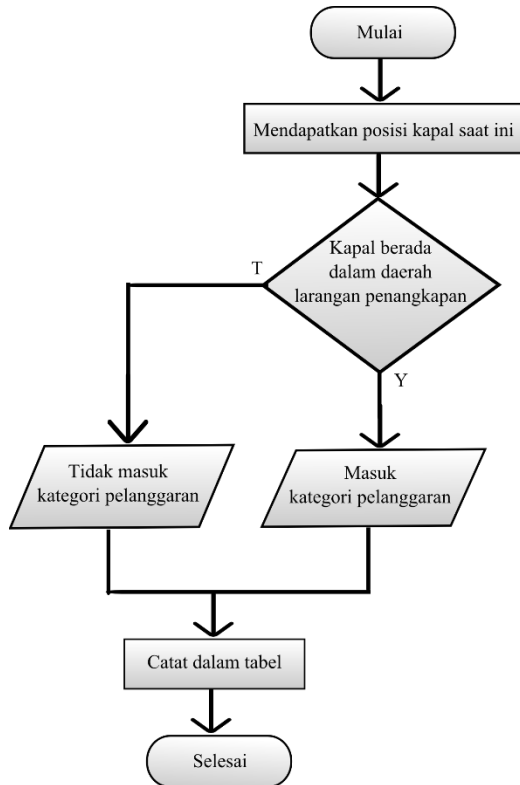 Mulai
Mendapatkan posisi kapal saat ini
Kapal berada
dalam daerah
larangan penangkapan
T
Y
Tidak masuk
kategori pelanggaran
Masuk
kategori pelanggaran
Catat dalam tabel
Selesai